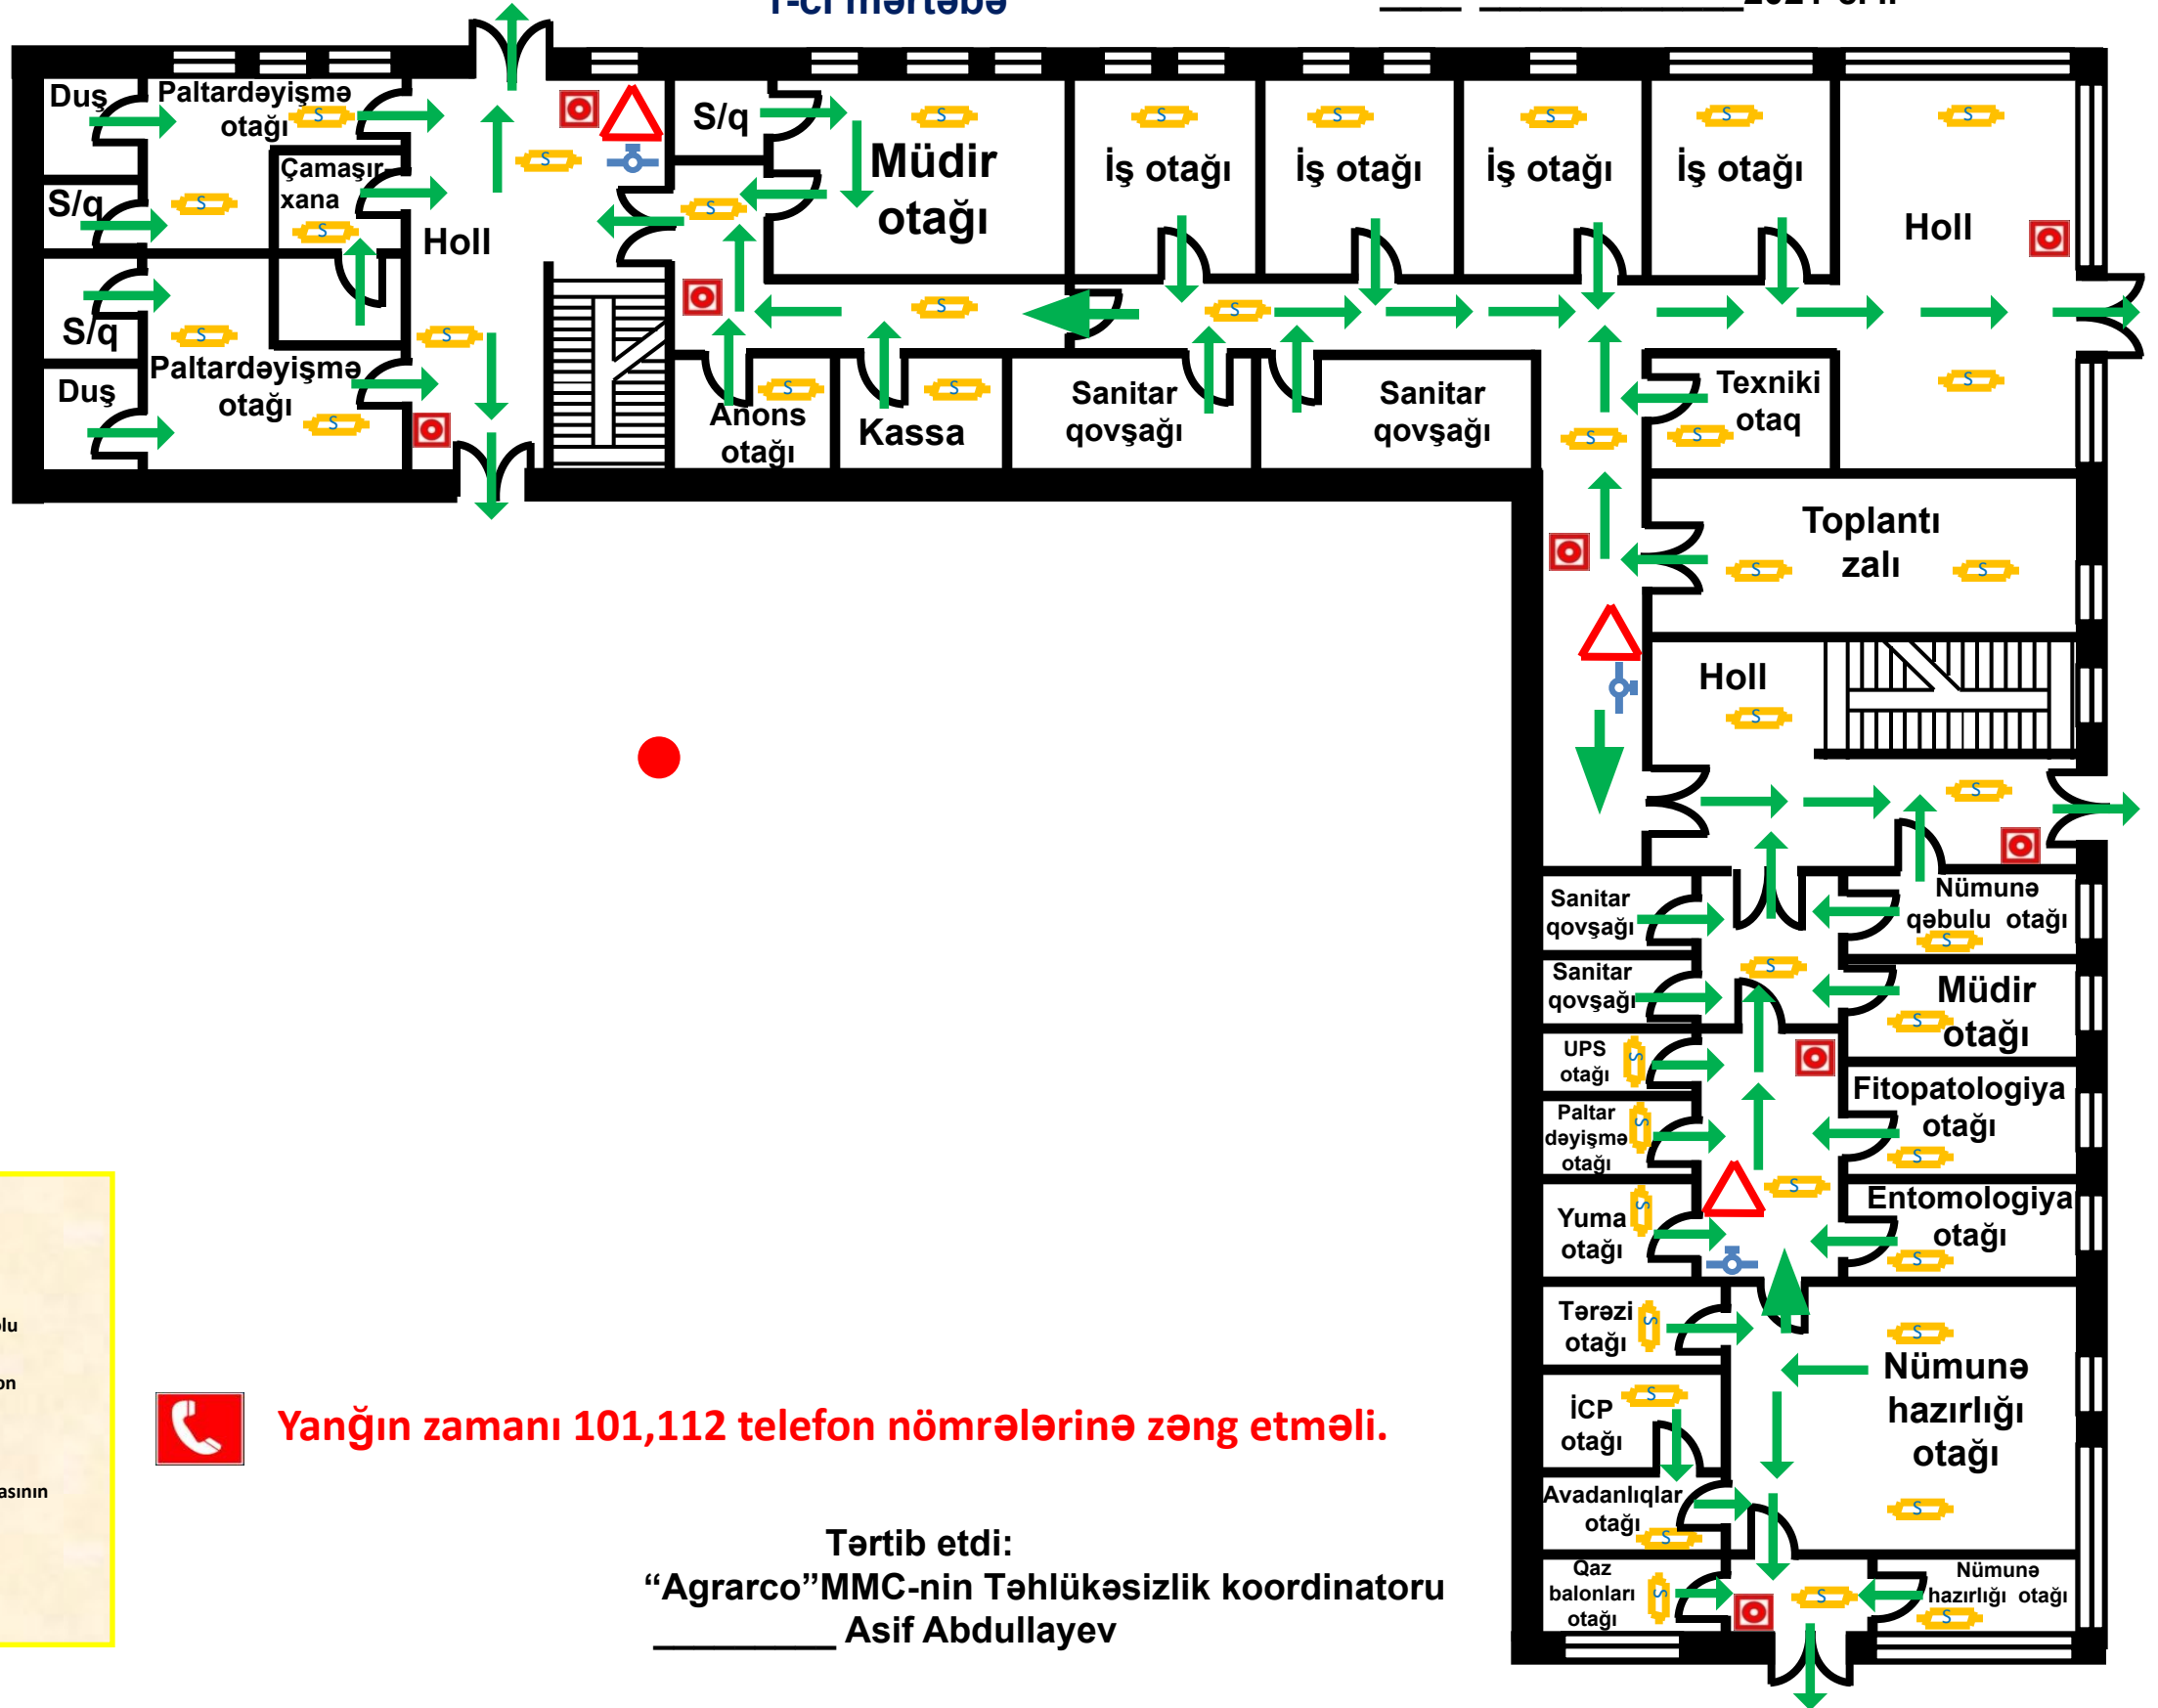 1-ci mərtəbə
Duş
Paltardəyişmə
otağı
S/q
Çamaşır
xana
Holl
S/q
Duş
Paltardəyişmə
otağı
S/q
Müdir
otağı
İş otağı
İş otağı
İş otağı
İş otağı
Holl
Anons
otağı
Kassa
Sanitar
qovşağı
Sanitar
qovşağı
Texniki
otaq
Toplantı
zalı
Holl
Sanitar
qovşağı
Nümunə
qəbulu otağı
Sanitar
qovşağı
Müdir
otağı
UPS
otağı
Fitopatologiya
otağı
Paltar
dəyişmə
otağı
Entomologiya
otağı
Yuma
otağı
Tərəzi
otağı
Nümunə
hazırlığı
otağı
İCP
otağı
Avadanlıqlar
otağı
Qaz
balonları
otağı
Nümunə
hazırlığı otağı
Yanğın zamanı 101,112 telefon nömrələrinə zəng etməli.
Tərtib etdi:
“Agrarco”MMC-nin Təhlükəsizlik koordinatoru
__________ Asif Abdullayev